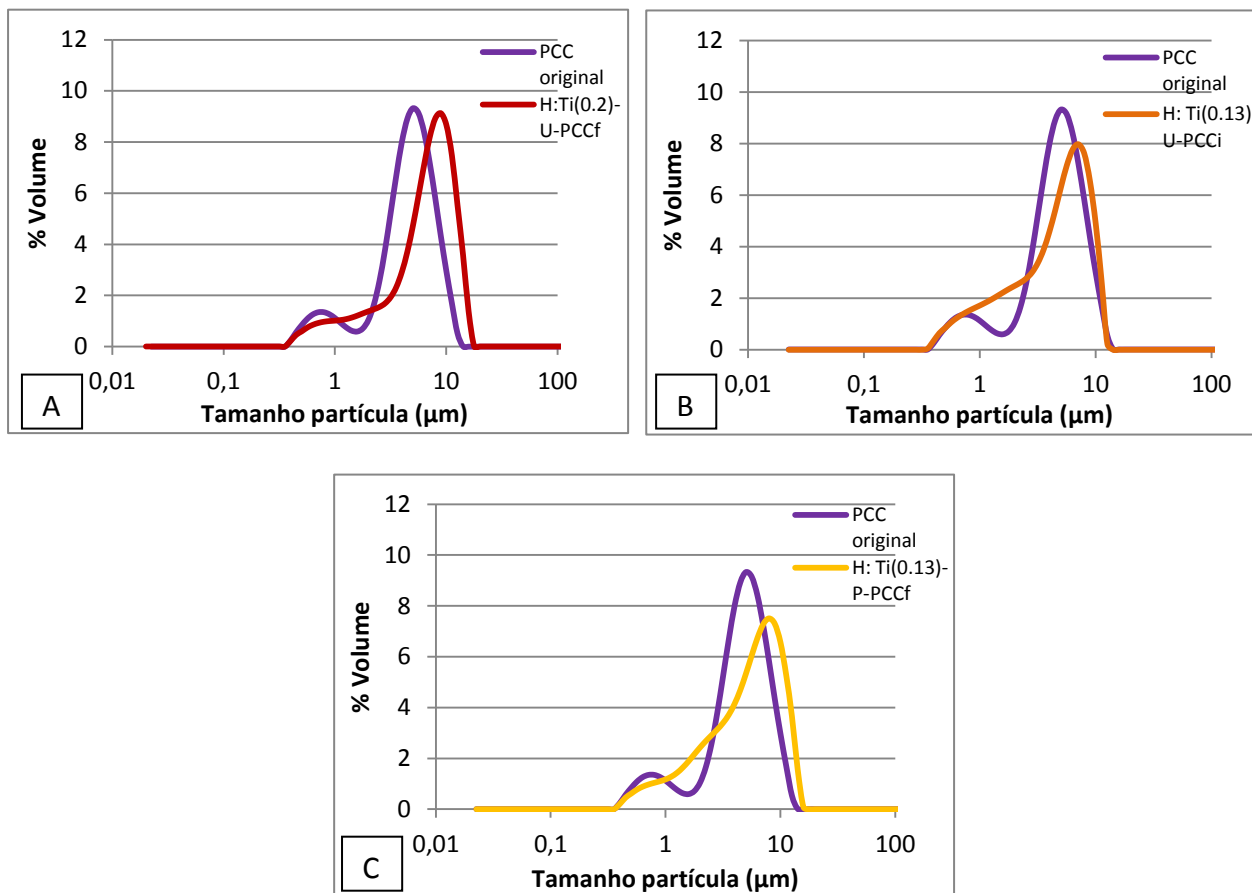 12
10
8
6
4
2
0
% Volume
0,01
0,1
1
10
100
Tamanho partícula (µm)
PCC
original
H:Ti(0.2)-
U-PCCf
A
12
10
8
6
4
2
0
% Volume
0,01
0,1
1
10
100
Tamanho partícula (µm)
PCC
original
H: Ti(0.13)
U-PCCi
B
12
10
8
6
4
2
0
% Volume
0,01
0,1
1
10
100
Tamanho partícula (µm)
PCC
original
H: Ti(0.13)-
P-PCCf
C